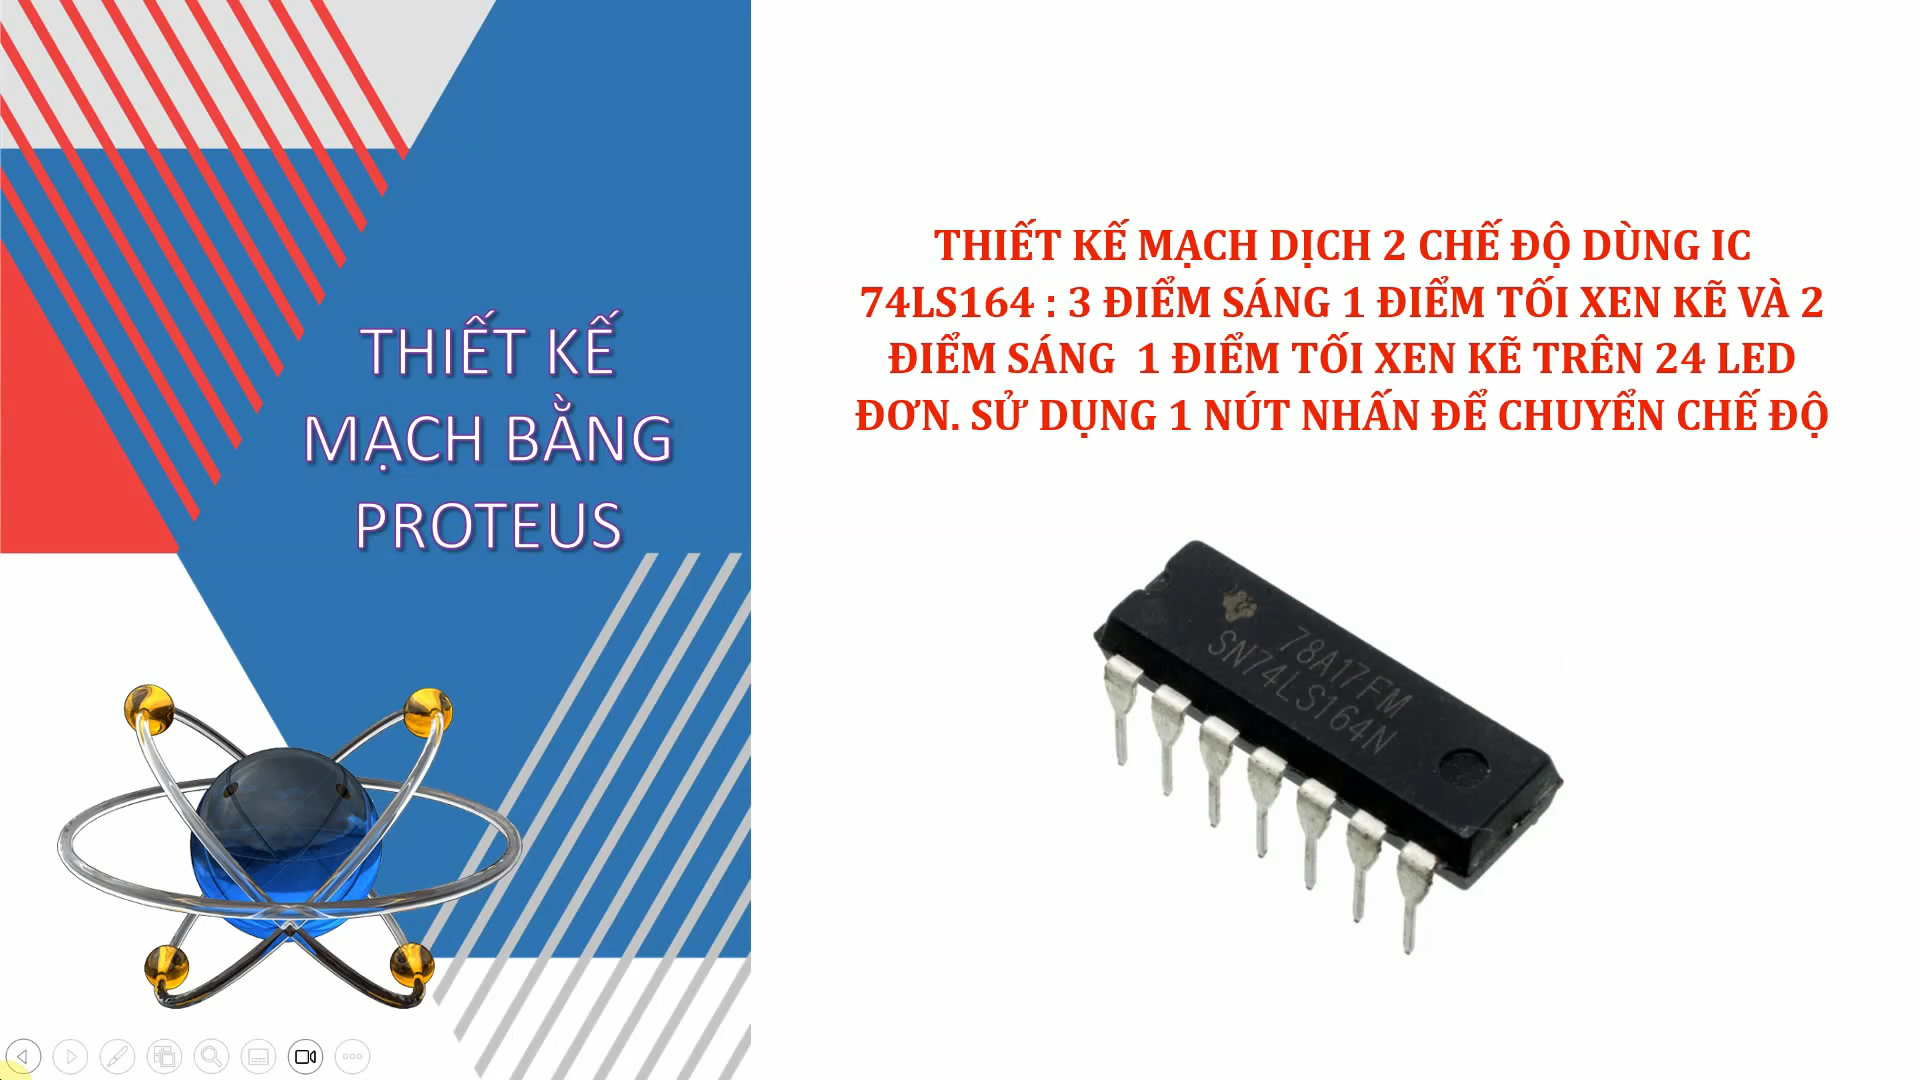 THIẾT KẾ
MẠCH BẰNG
PROTEUS
THIẾT KẾ MẠCH DỊCH 2 CHẾ ĐỘ DÙNG IC
74LS164 : 3 ĐIỂM SÁNG 1 ĐIỂM TỐI XEN KẼ VÀ 2
ĐIỂM SÁNG 1 ĐIỂM TỐI XEN KẼ TRÊN 24 LED
ĐƠN. SỬ DỤNG 1 NÚT NHẤN ĐỂ CHUYỂN CHẾ ĐỘ
78A17FM
SN74LS164N